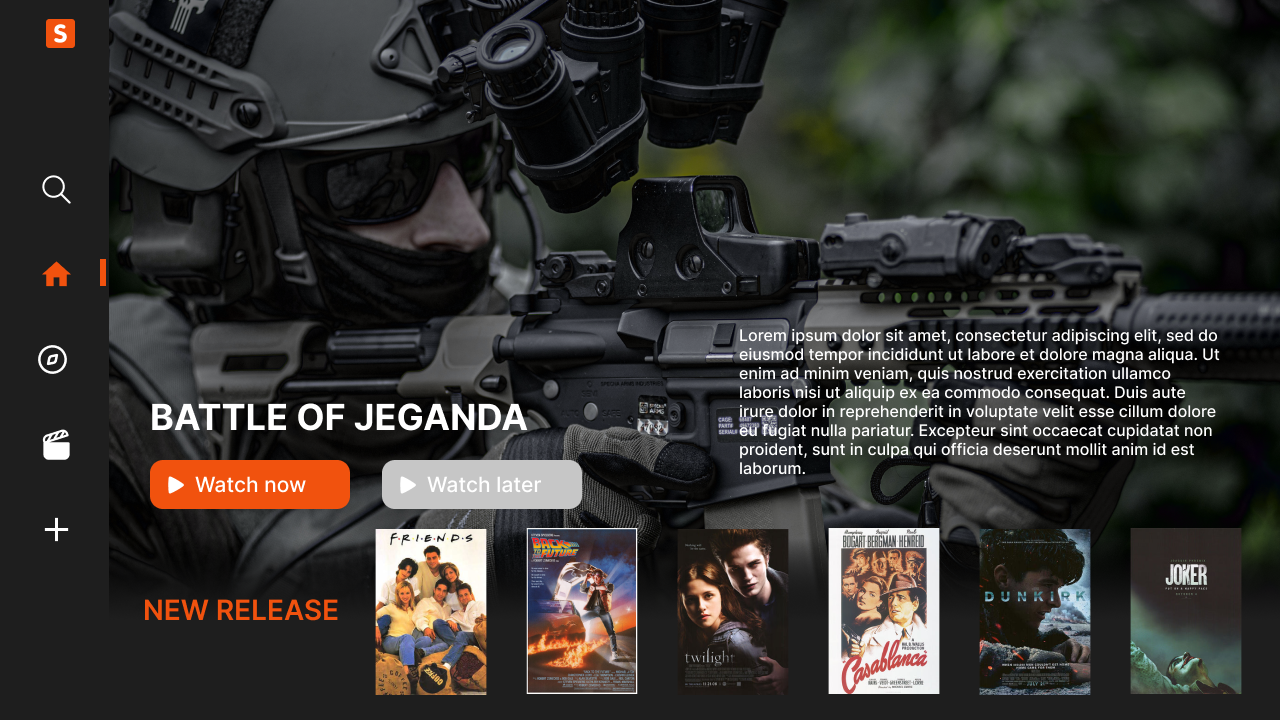 S
Lorem ipsum dolor sit amet, consectetur adipiscing elit, sed do
eiusmod tempor incididunt ut labore et dolore magna aliqua. Ut
enim ad minim veniam, quis nostrud exercitation ullamco
laboris nisi ut aliquip ex ea commodo consequat. Duis aute
irure dolor in reprehenderit in voluptate velit esse cillum dolore
eu fugiat nulla pariatur. Excepteur sint occaecat cupidatat non
proident, sunt in culpa qui officia deserunt mollit anim id est
laborum.
BATTLE OF JEGANDA
Watch now
Watch later
NEW RELEASE
F·R·I·E·N·D·S
BACK TO THE FUTURE
twilight
BOGART BERGMAN HENREID
Casablanca
DUNKIRK
JOKER